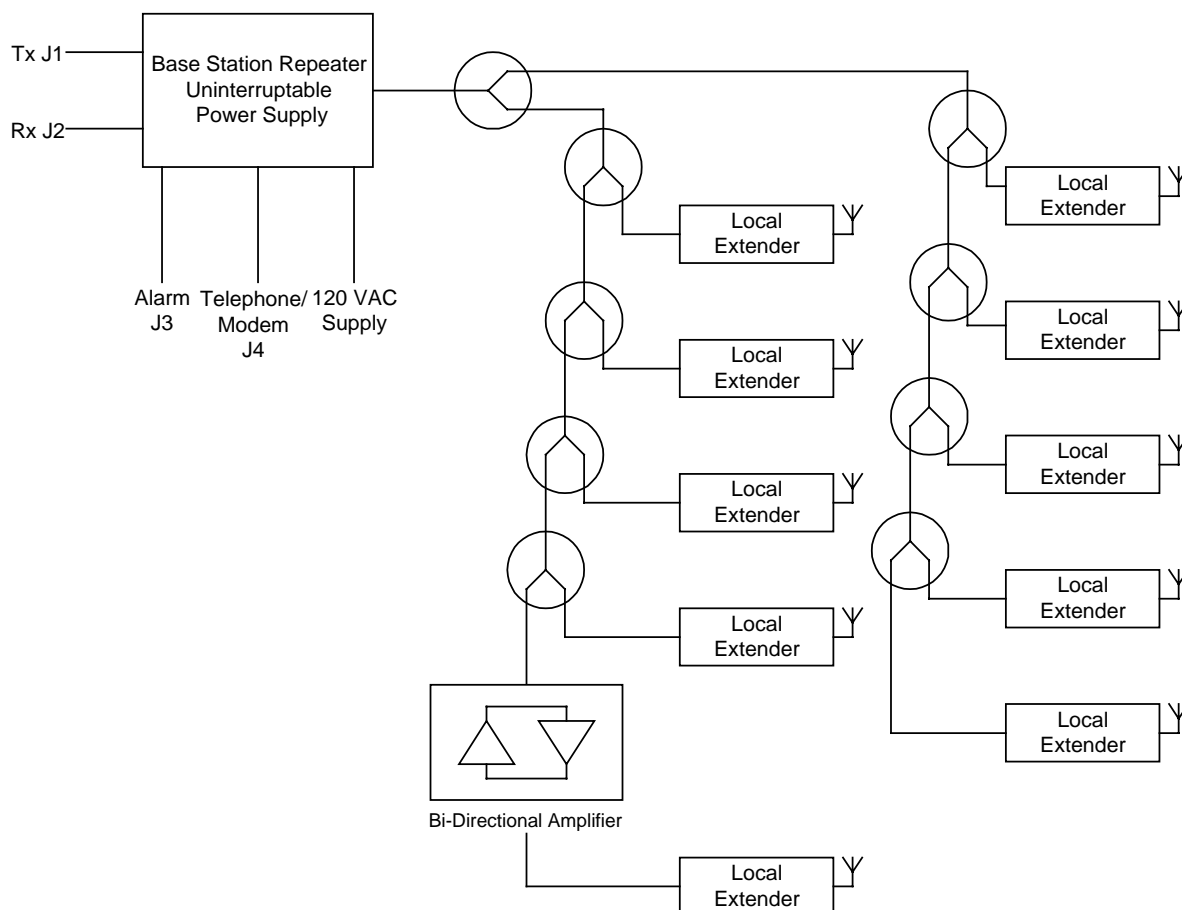 Tx J1
Rx J2
Base Station Repeater
Uninterruptable
Power Supply
Alarm
J3
Telephone/
Modem
J4
120 VAC
Supply
Local
Extender
Local
Extender
Local
Extender
Local
Extender
Local
Extender
Local
Extender
Local
Extender
Local
Extender
Local
Extender
Bi-Directional Amplifier
Local
Extender